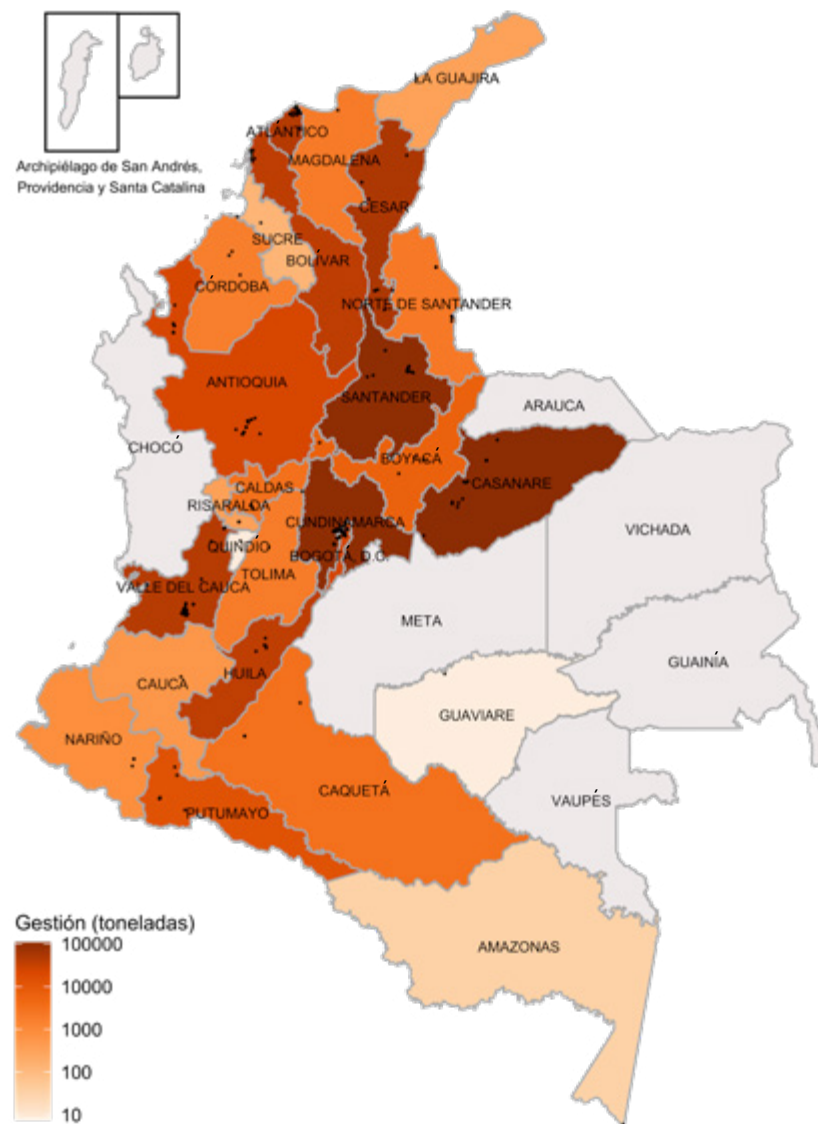 LA GUAJIRA
ATLÁNTICO
MAGDALENA
Archipiélago de San Andrés,
Providencia y Santa Catalina
CESAR
SUCRE
BOLÍVAR
CÓRDOBA
NORTE DE SANTANDER
ANTIOQUIA
SANTANDER
ARAUCA
CHOCÓ
BOYACÁ
CASANARE
CALDAS
RISARALDA
CUNDINAMARCA
VICHADA
QUINDÍO
BOGOTÁ, D.C.
TOLIMA
VALLE DEL CAUCA
META
GUAINÍA
HUILA
CAUCA
GUAVIARE
NARIÑO
CAQUETÁ
VAUPÉS
PUTUMAYO
Gestión (toneladas)
100000
10000
1000
100
10
AMAZONAS